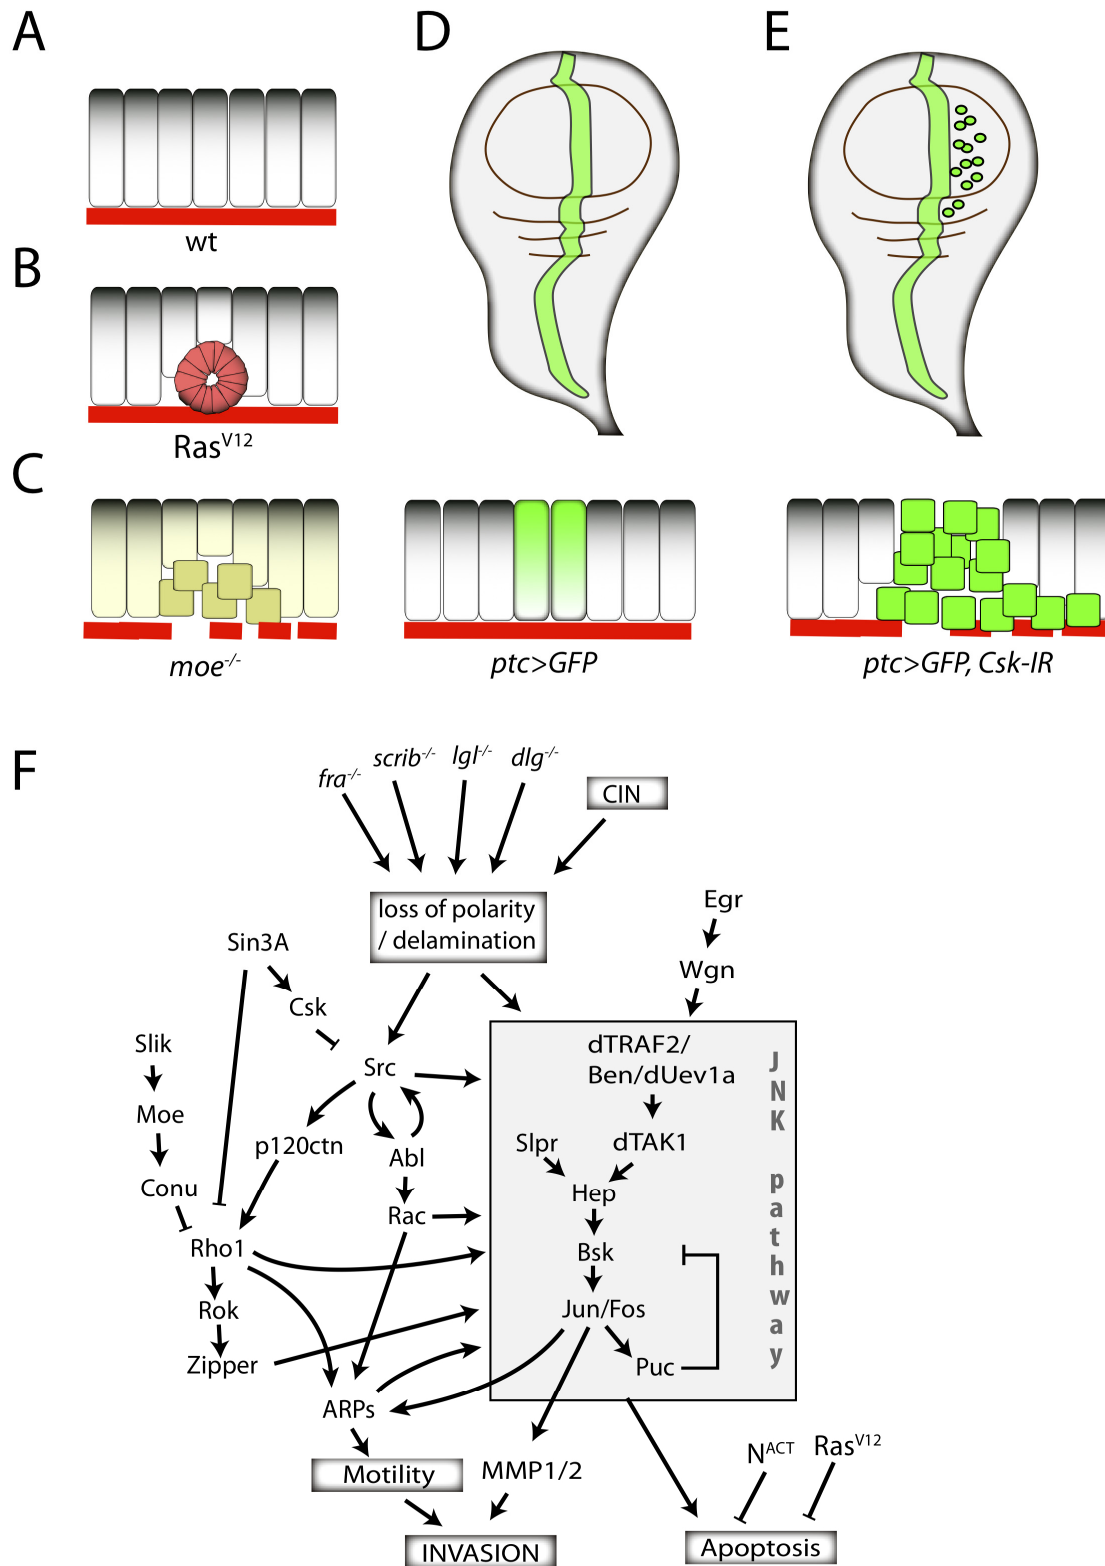 A
D
E
wt
B
Ras^V12
C
moe^-/-
ptc>GFP
ptc>GFP, Csk-IR
F
fra^-/-
scrib^-/-
lgl^-/-
dlg^-/-
CIN
loss of polarity
/ delamination
Egr
Wgn
Sin3A
Csk
Slik
Moe
Conu
Src
p120ctn
Abl
Rac
Rho1
Rok
Zipper
ARPs
dTRAF2/
Ben/dUev1a
Slpr
dTAK1
Hep
Bsk
Jun/Fos
Puc
JNK pathway
Motility
MMP1/2
N^ACT
Ras^V12
INVASION
Apoptosis